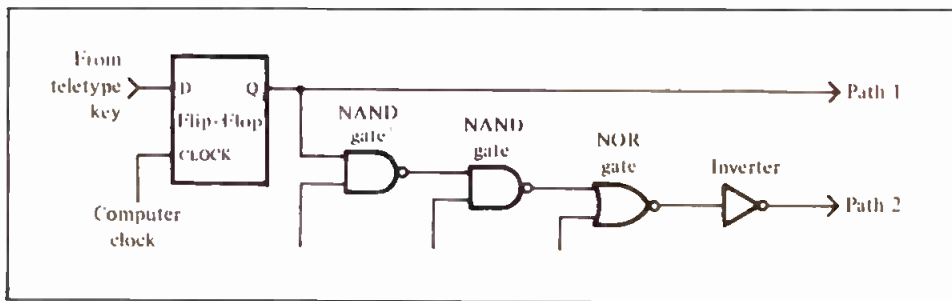 From
teletype
key
D
Q
Flip-Flop
CLOCK
Computer
clock
NAND
gate
NAND
gate
NOR
gate
Inverter
Path 1
Path 2